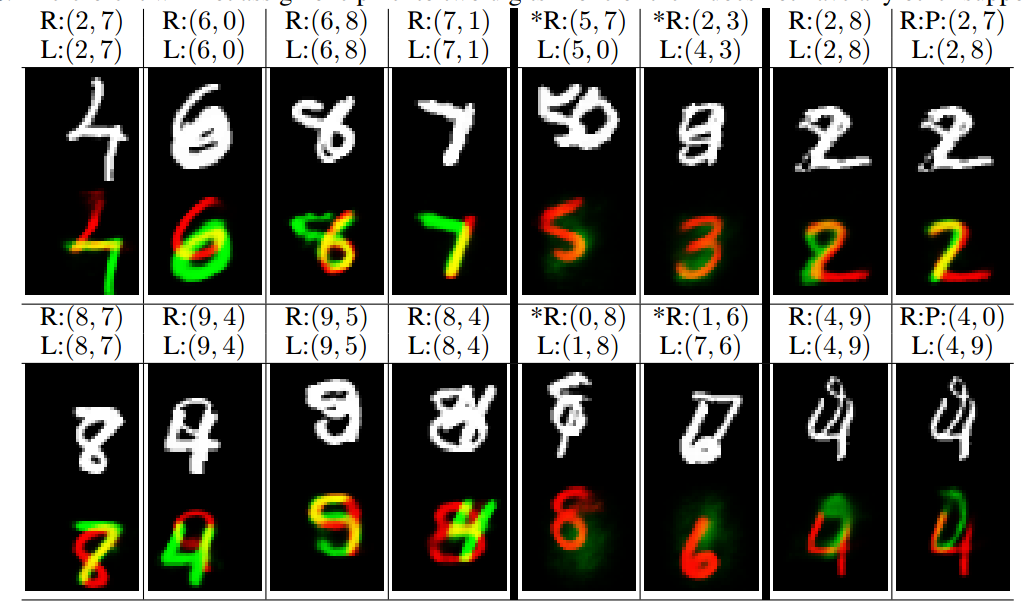 R:(2, 7) R:(6, 0) R:(6, 8) R:(7, 1) *R:(5, 7) *R:(2, 3) R:(2, 8) R:P:(2, 7)
L:(2, 7) L:(6, 0) L:(6, 8) L:(7, 1) L:(5, 0) L:(4, 3) L:(2, 8) L:(2, 8)
R:(8, 7) R:(9, 4) R:(9, 5) R:(8, 4) *R:(0, 8) *R:(1, 6) R:(4, 9) R:P:(4, 0)
L:(8, 7) L:(9, 4) L:(9, 5) L:(8, 4) L:(1, 8) L:(7, 6) L:(4, 9) L:(4, 9)